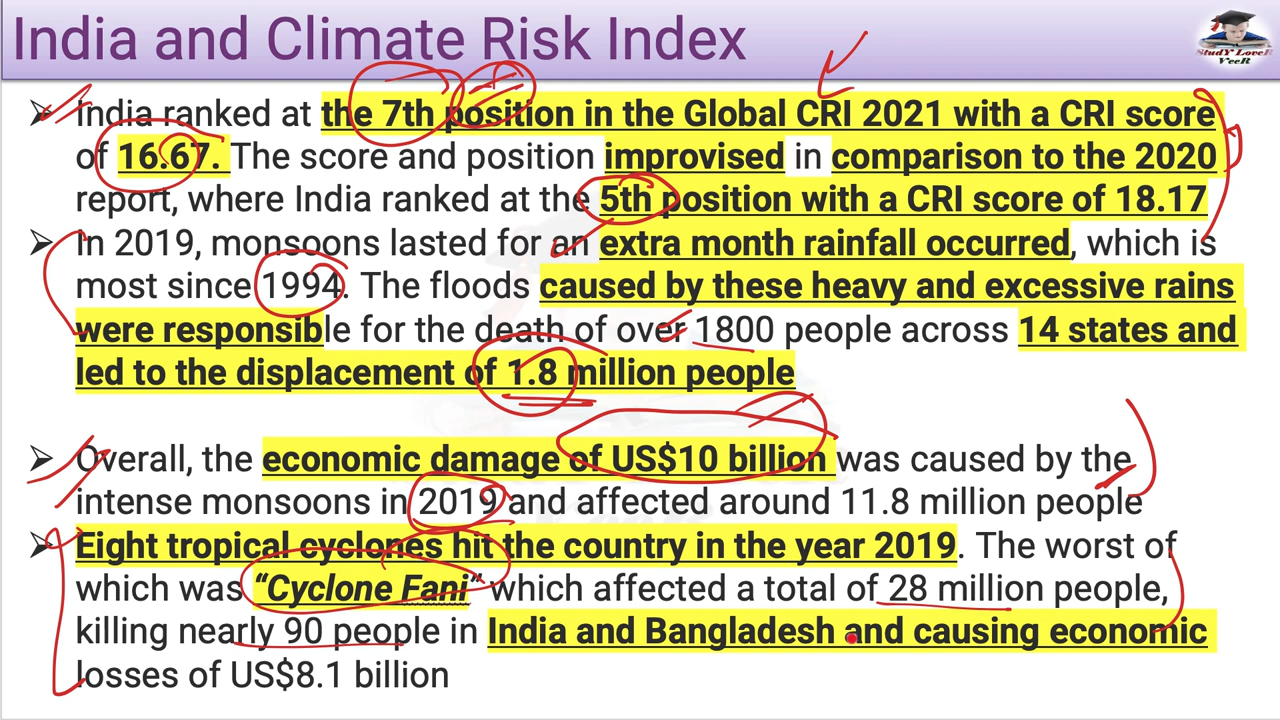 India and Climate Risk Index
StudY LoveR
VeeR
➢ India ranked at the 7th position in the Global CRI 2021 with a CRI score
of 16.67. The score and position improvised in comparison to the 2020
report, where India ranked at the 5th position with a CRI score of 18.17
➢ In 2019, monsoons lasted for an extra month rainfall occurred, which is
most since 1994. The floods caused by these heavy and excessive rains
were responsible for the death of over 1800 people across 14 states and
led to the displacement of 1.8 million people
➢ Overall, the economic damage of US$10 billion was caused by the
intense monsoons in 2019 and affected around 11.8 million people
➢ Eight tropical cyclones hit the country in the year 2019. The worst of
which was “Cyclone Fani” which affected a total of 28 million people,
killing nearly 90 people in India and Bangladesh and causing economic
losses of US$8.1 billion